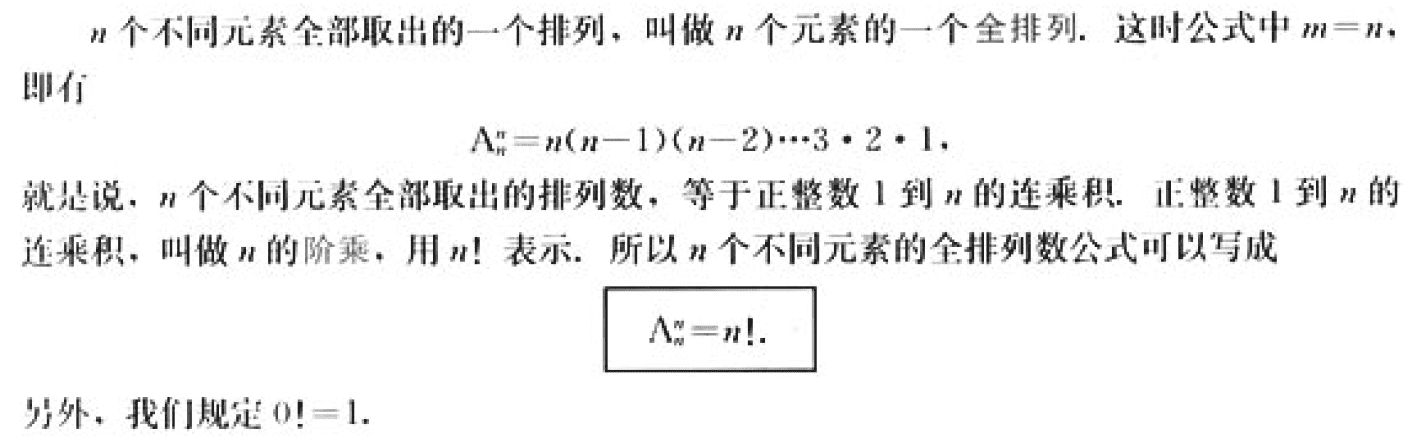 n 个不同元素全部取出的一个排列，叫做 n 个元素的一个全排列. 这时公式中 m=n，
即有
Aₙⁿ=n(n−1)(n−2)⋯3・2・1，
就是说，n 个不同元素全部取出的排列数，等于正整数 1 到 n 的连乘积. 正整数 1 到 n 的
连乘积，叫做 n 的阶乘，用 n! 表示. 所以 n 个不同元素的全排列数公式可以写成
Aₙⁿ=n!.
另外，我们规定 0!=1.